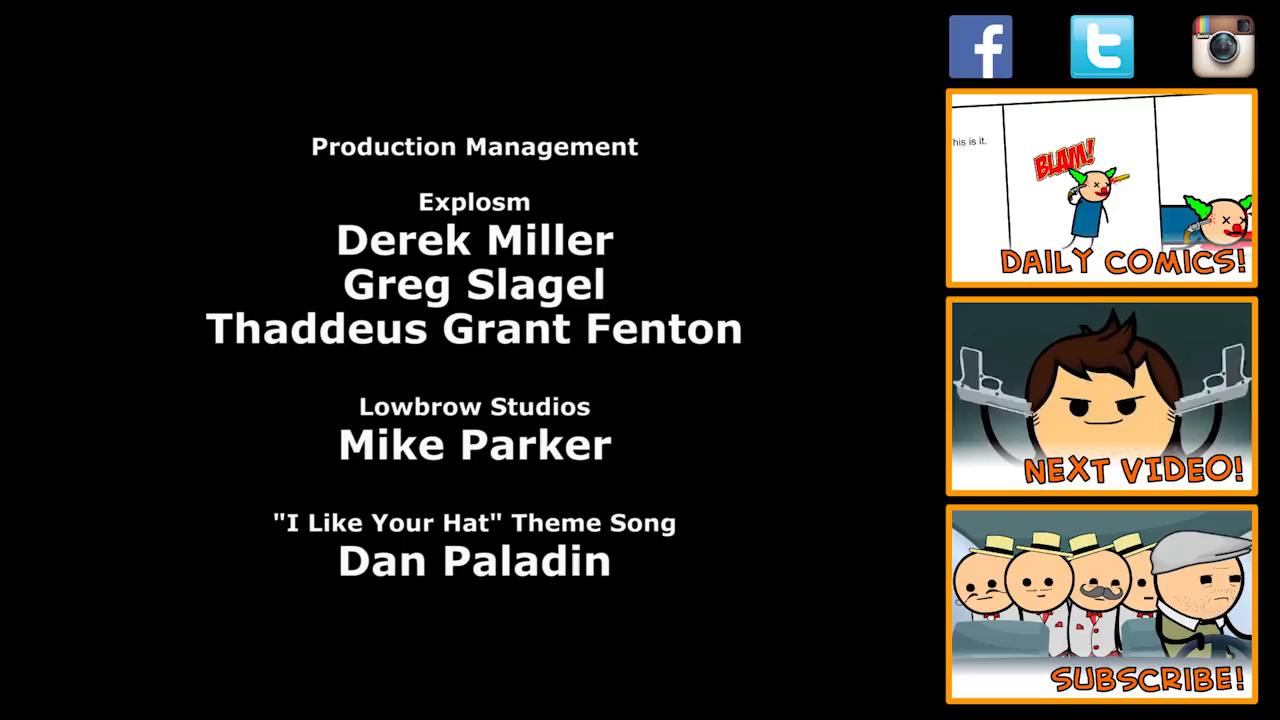 Production Management
Explosm
Derek Miller
Greg Slagel
Thaddeus Grant Fenton
Lowbrow Studios
Mike Parker
"I Like Your Hat" Theme Song
Dan Paladin
f
t
his is it.
BLAM!
DAILY COMICS!
NEXT VIDEO!
SUBSCRIBE!